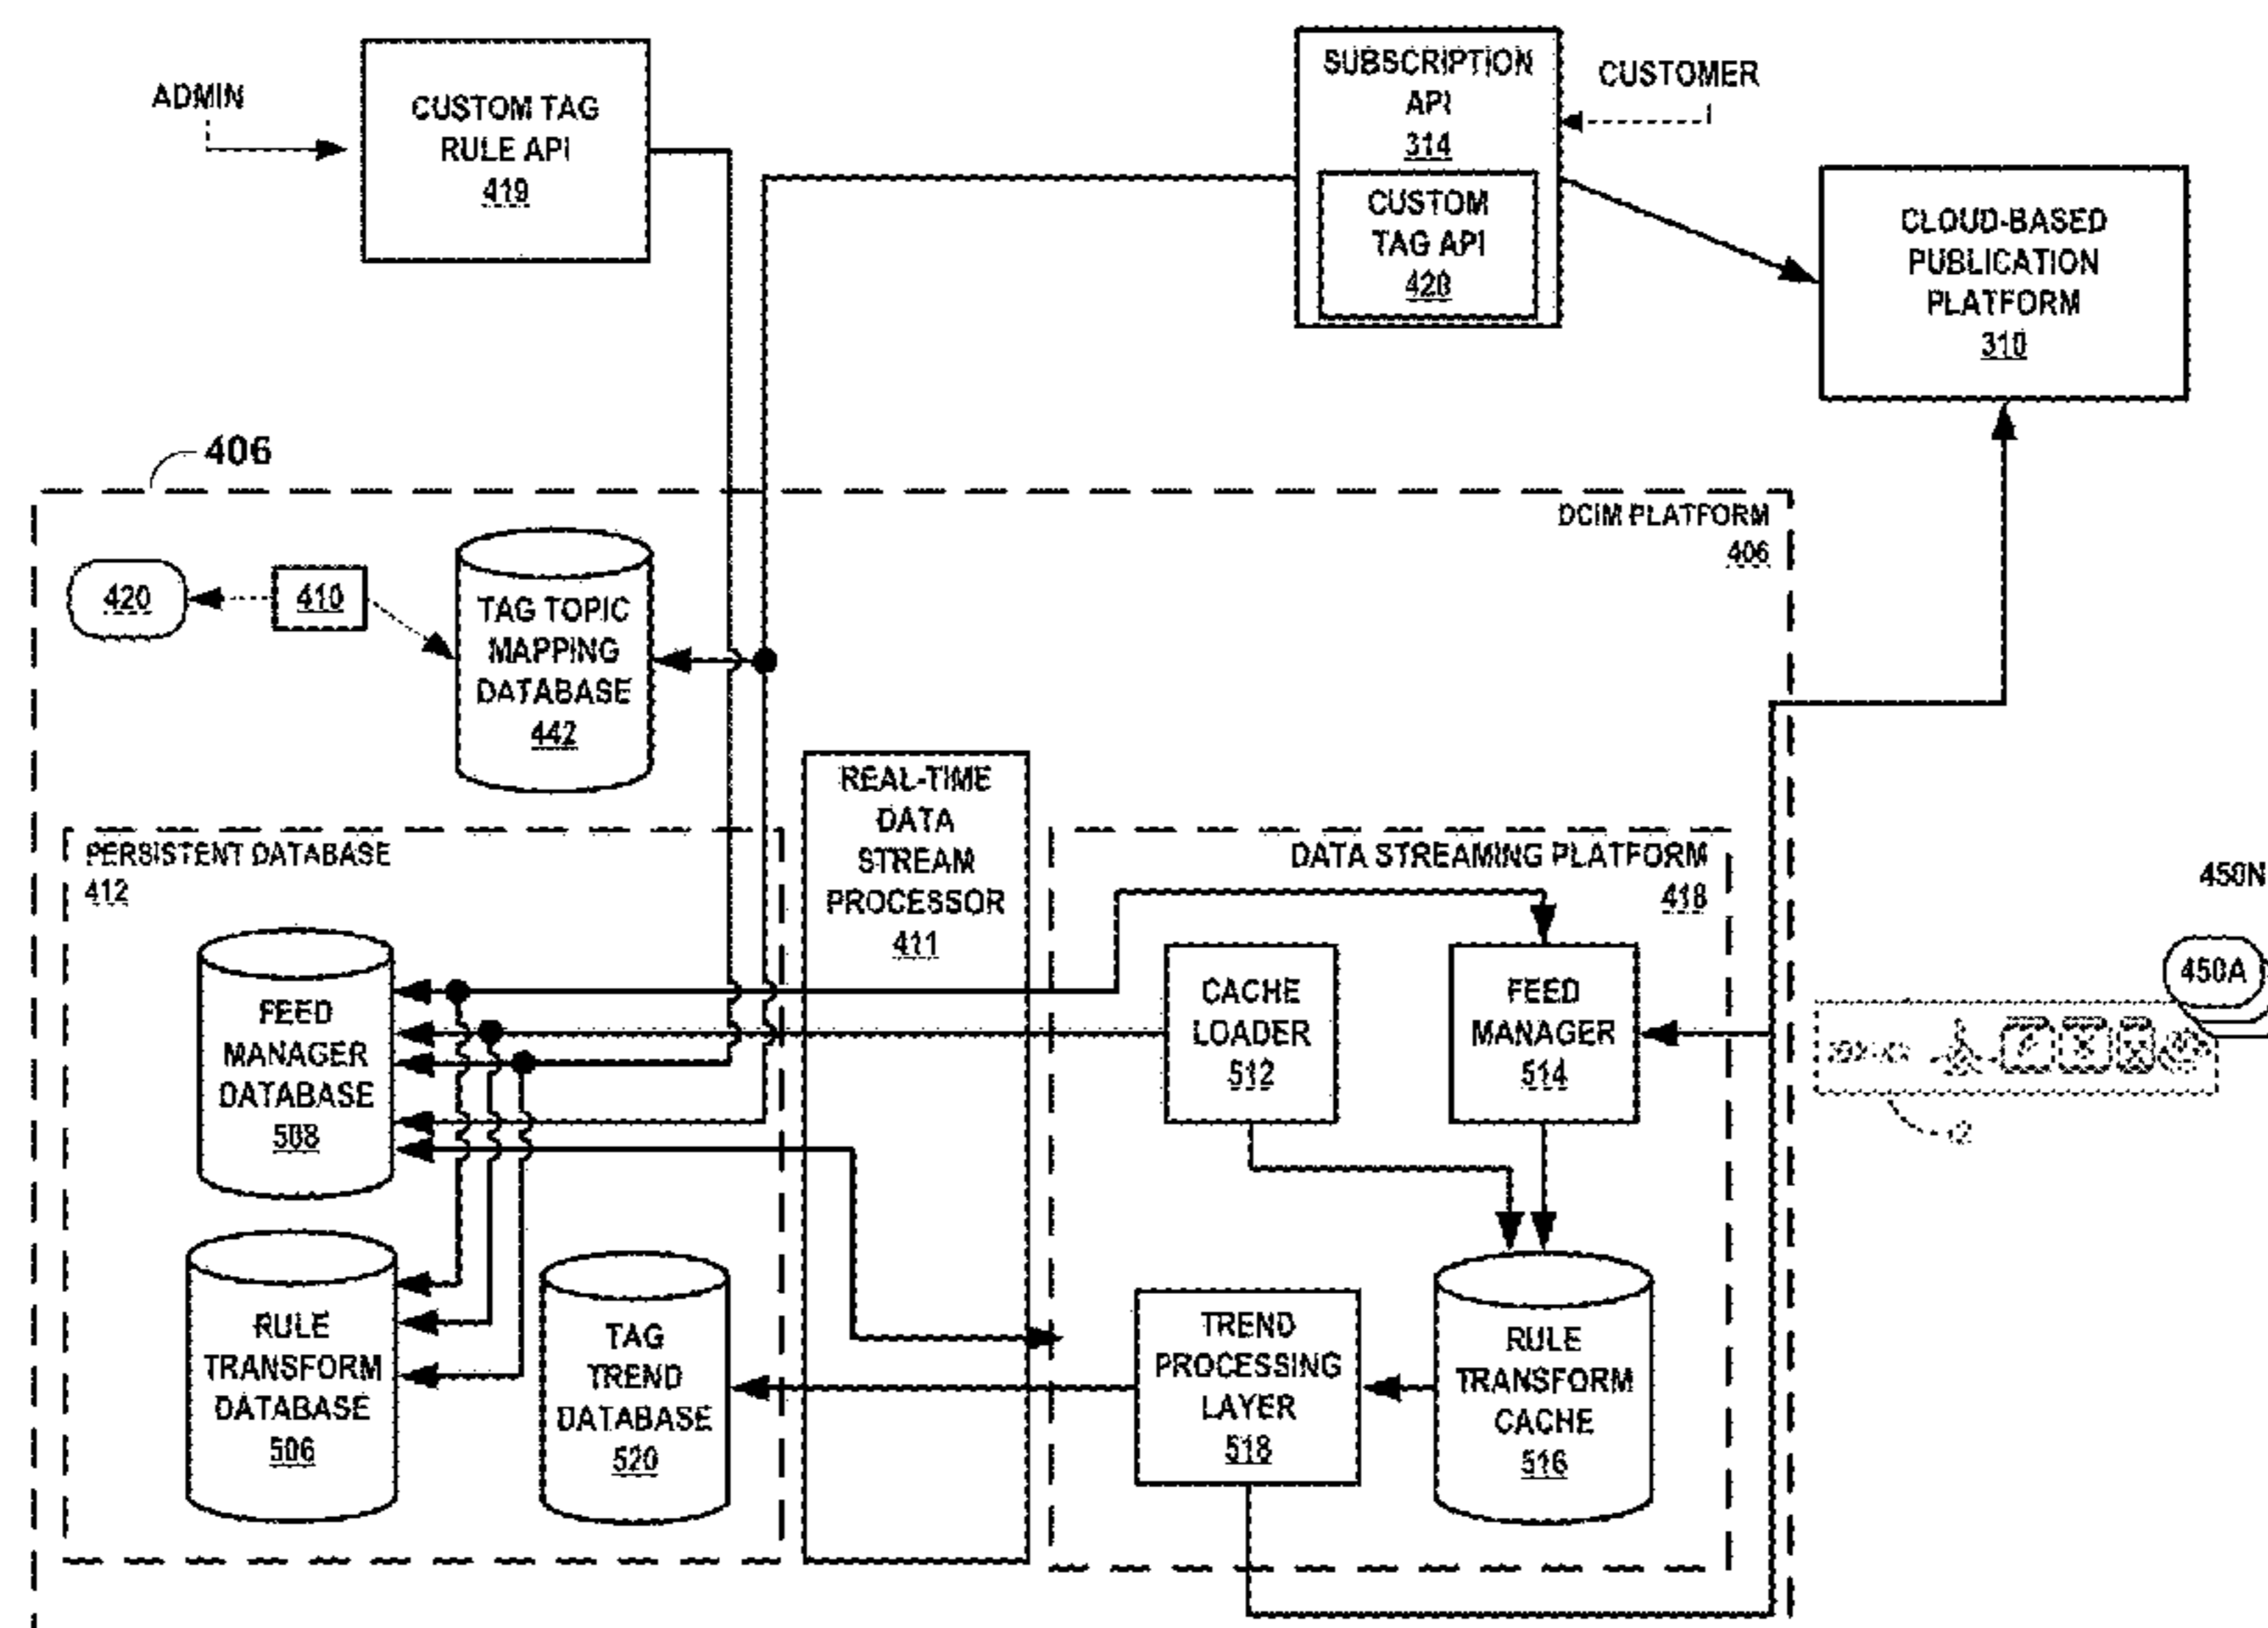 ADMIN
CUSTOM TAG
RULE API
419
SUBSCRIPTION
API
314
CUSTOM
TAG API
420
CUSTOMER
CLOUD-BASED
PUBLICATION
PLATFORM
310
406
DCIM PLATFORM
406
420
410
TAG TOPIC
MAPPING
DATABASE
442
REAL-TIME
DATA
STREAM
PROCESSOR
411
PERSISTENT DATABASE
412
DATA STREAMING PLATFORM
418
FEED
MANAGER
DATABASE
508
CACHE
LOADER
512
FEED
MANAGER
514
450N
450A
12
RULE
TRANSFORM
DATABASE
506
TAG
TREND
DATABASE
520
TREND
PROCESSING
LAYER
518
RULE
TRANSFORM
CACHE
516